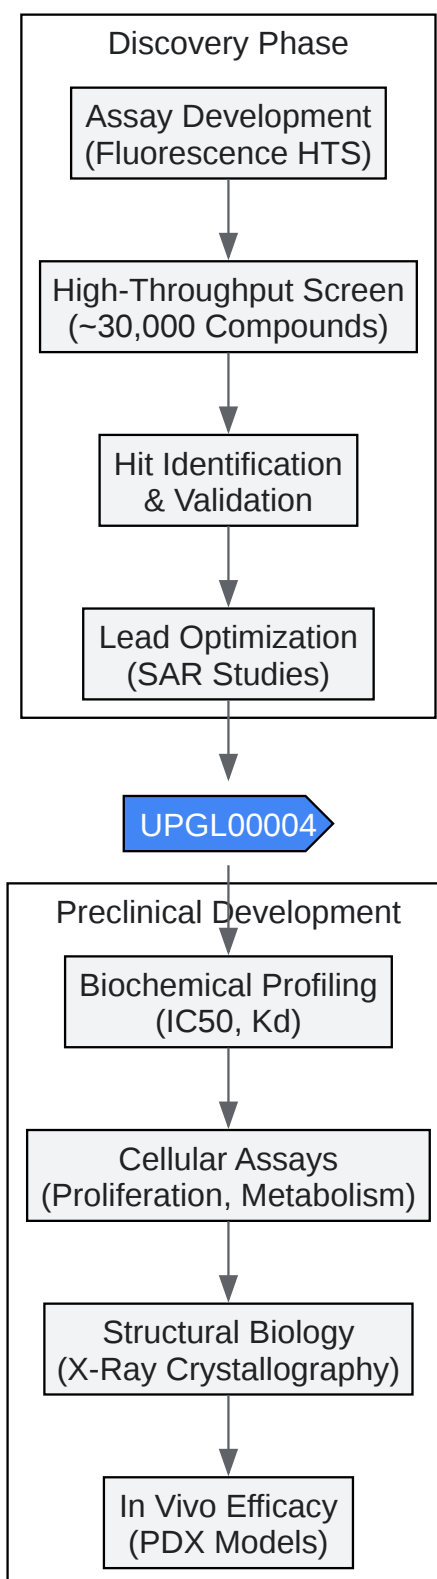 Discovery Phase
Assay Development
(Fluorescence HTS)
High-Throughput Screen
(~30,000 Compounds)
Hit Identification
& Validation
Lead Optimization
(SAR Studies)
UPGL00004
Preclinical Development
Biochemical Profiling
(IC50, Kd)
Cellular Assays
(Proliferation, Metabolism)
Structural Biology
(X-Ray Crystallography)
In Vivo Efficacy
(PDX Models)